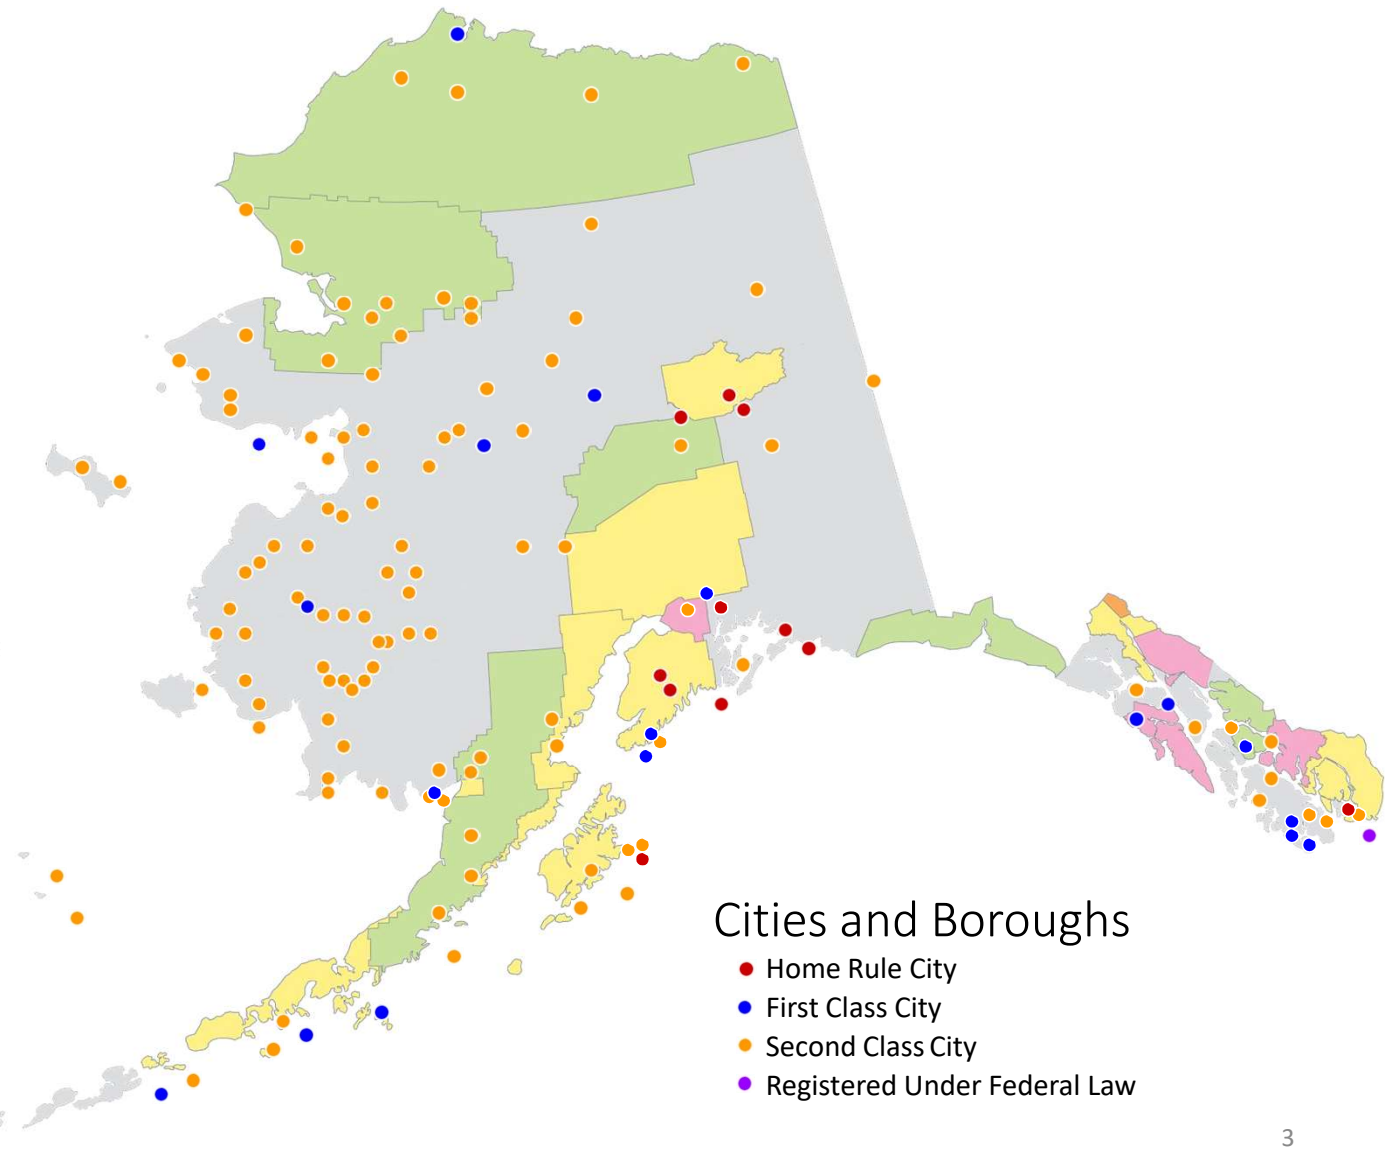 Cities and Boroughs
Home Rule City
First Class City
Second Class City
Registered Under Federal Law
3